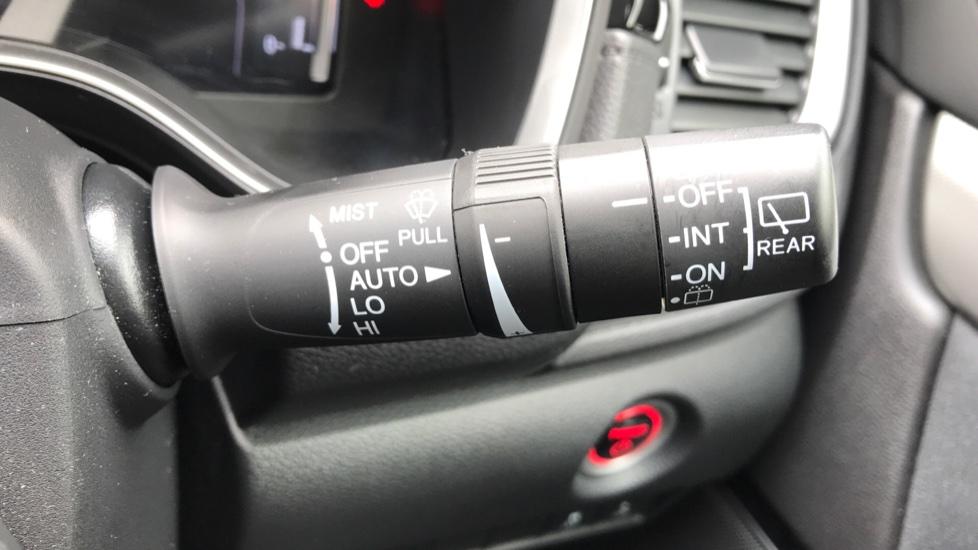 MIST
PULL
OFF
AUTO
LO
HI
OFF
INT
ON
REAR